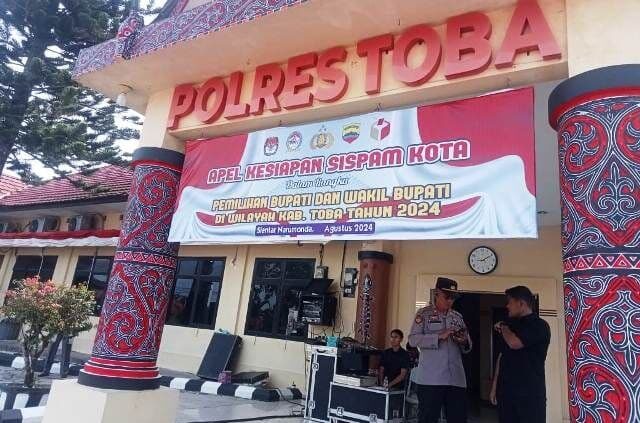 POLRES TOBA
APEL KESIAPAN SISPAM KOTA
Dalam Rangka
PEMILIHAN BUPATI DAN WAKIL BUPATI
DI WILAYAH KAB. TOBA TAHUN 2024
Sientar Narumonda, Agustus 2024